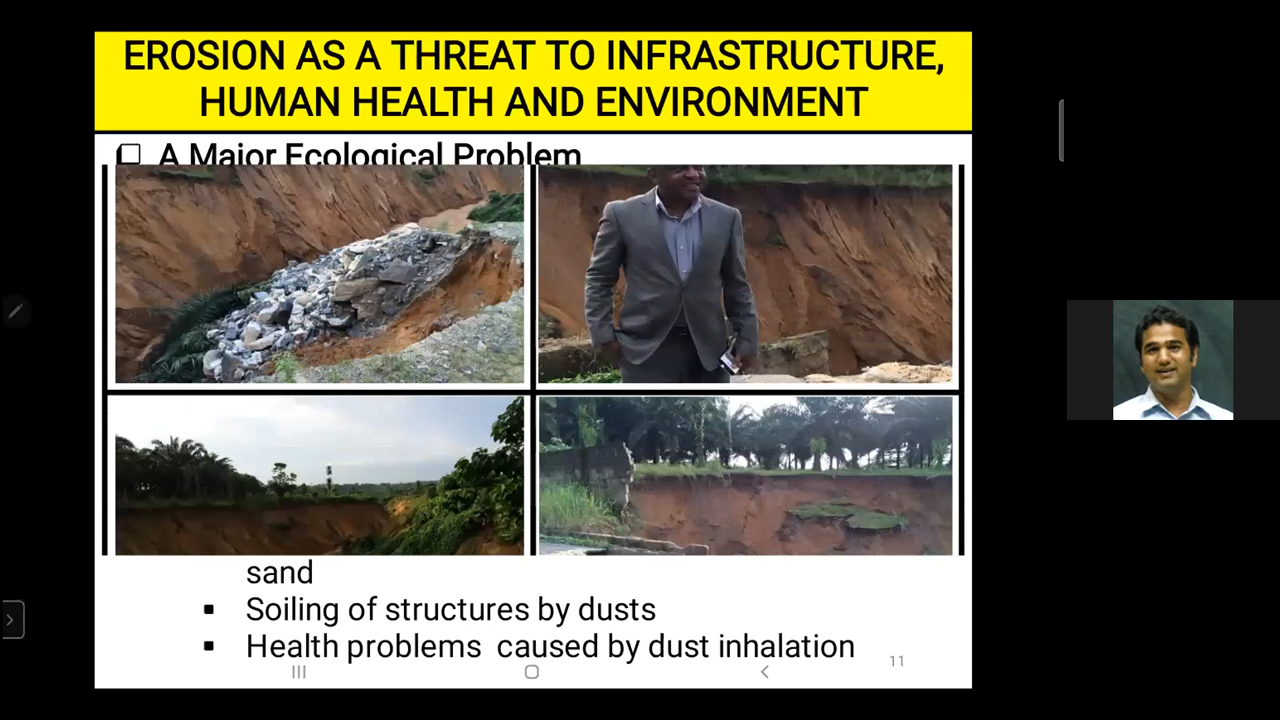 EROSION AS A THREAT TO INFRASTRUCTURE,
HUMAN HEALTH AND ENVIRONMENT
A Major Ecological Problem
sand
Soiling of structures by dusts
Health problems caused by dust inhalation
11